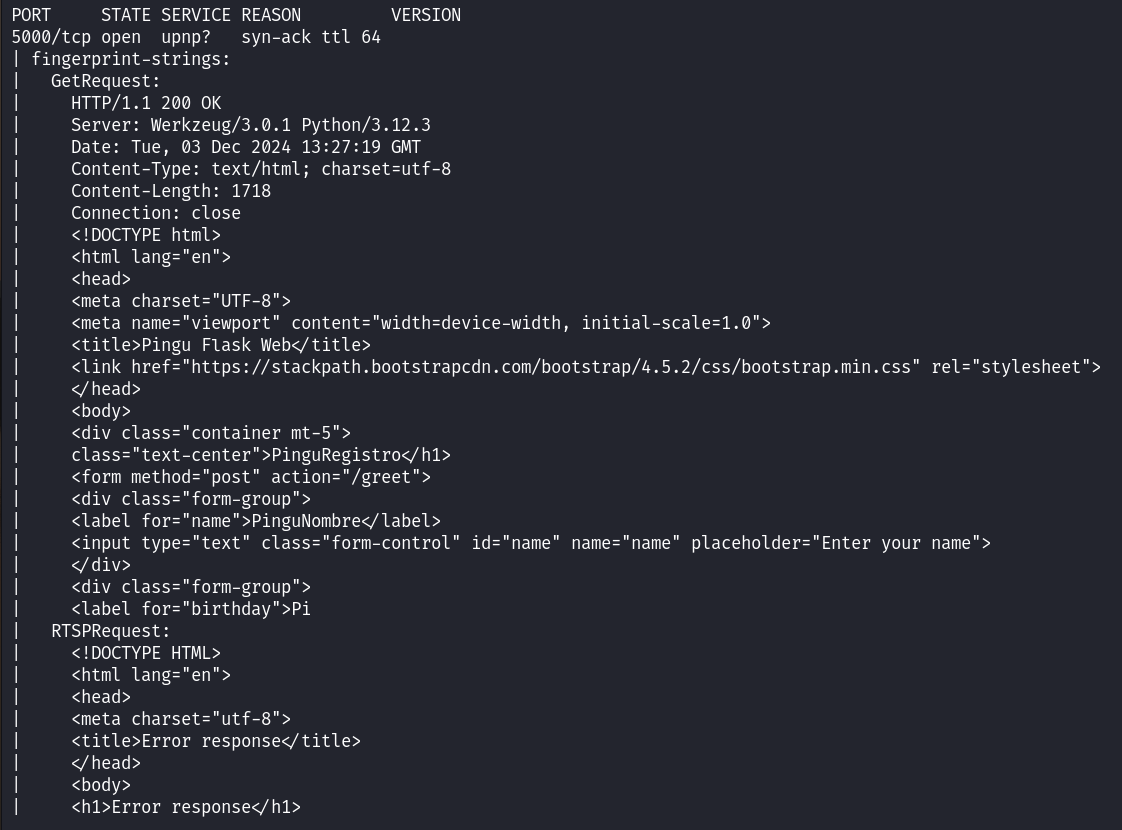 PORT     STATE SERVICE REASON         VERSION
5000/tcp open  upnp?   syn-ack ttl 64
| fingerprint-strings:
|   GetRequest:
|     HTTP/1.1 200 OK
|     Server: Werkzeug/3.0.1 Python/3.12.3
|     Date: Tue, 03 Dec 2024 13:27:19 GMT
|     Content-Type: text/html; charset=utf-8
|     Content-Length: 1718
|     Connection: close
|     <!DOCTYPE html>
|     <html lang="en">
|     <head>
|     <meta charset="UTF-8">
|     <meta name="viewport" content="width=device-width, initial-scale=1.0">
|     <title>Pingu Flask Web</title>
|     <link href="https://stackpath.bootstrapcdn.com/bootstrap/4.5.2/css/bootstrap.min.css" rel="stylesheet">
|     </head>
|     <body>
|     <div class="container mt-5">
|     class="text-center">PinguRegistro</h1>
|     <form method="post" action="/greet">
|     <div class="form-group">
|     <label for="name">PinguNombre</label>
|     <input type="text" class="form-control" id="name" name="name" placeholder="Enter your name">
|     </div>
|     <div class="form-group">
|     <label for="birthday">Pi
|   RTSPRequest:
|     <!DOCTYPE HTML>
|     <html lang="en">
|     <head>
|     <meta charset="utf-8">
|     <title>Error response</title>
|     </head>
|     <body>
|     <h1>Error response</h1>